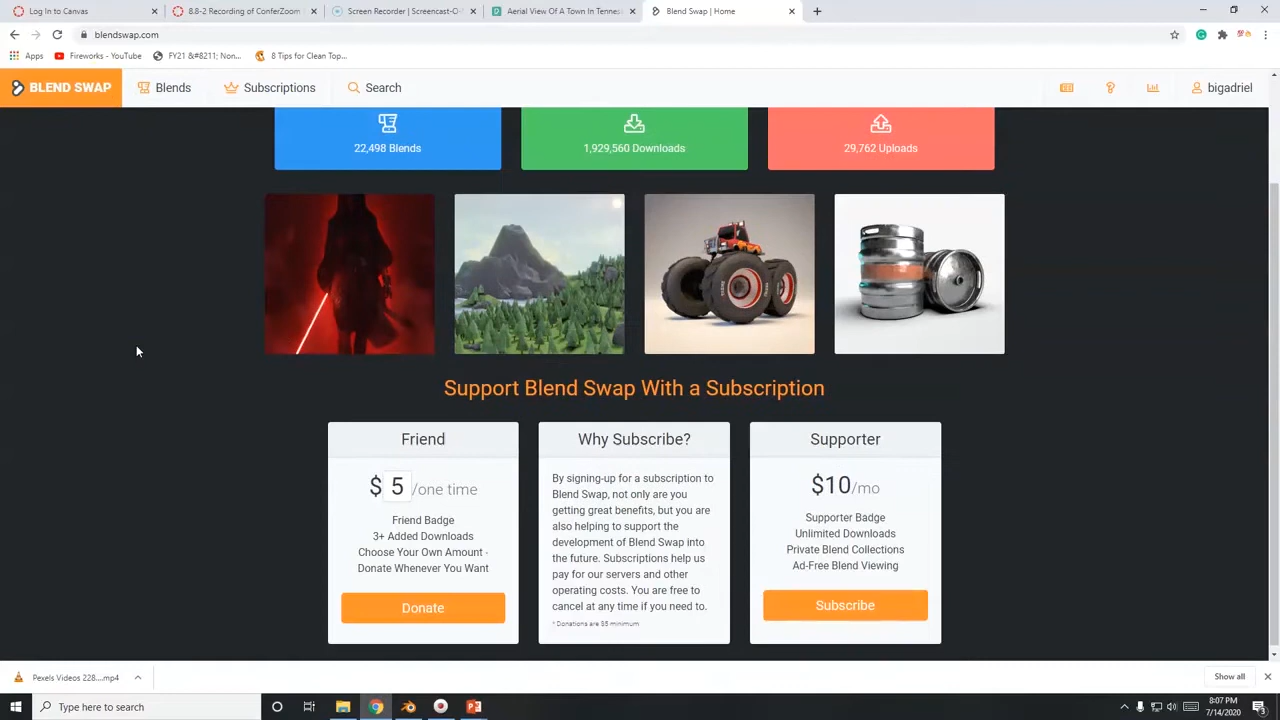 Log In to Canvas
8.8-2 Recording of ConferZoom
Screen Recorder | Screencast-O-
Aerial View Of A Town In Tennes
Blend Swap | Home
blendswap.com
Apps
Fireworks - YouTube
FY21 &#8211; Non...
8 Tips for Clean Top...
BLEND SWAP
Blends
Subscriptions
Search
bigadriel
22,498 Blends
1,929,560 Downloads
29,762 Uploads
Support Blend Swap With a Subscription
Friend
$ 5 /one time
Friend Badge
3+ Added Downloads
Choose Your Own Amount -
Donate Whenever You Want
Donate
Why Subscribe?
By signing-up for a subscription to
Blend Swap, not only are you
getting great benefits, but you are
also helping to support the
development of Blend Swap into
the future. Subscriptions help us
pay for our servers and other
operating costs. You are free to
cancel at any time if you need to.
* Donations are $5 minimum
Supporter
$10/mo
Supporter Badge
Unlimited Downloads
Private Blend Collections
Ad-Free Blend Viewing
Subscribe
Pexels Videos 228....mp4
Show all
Type here to search
8:07 PM
7/14/2020